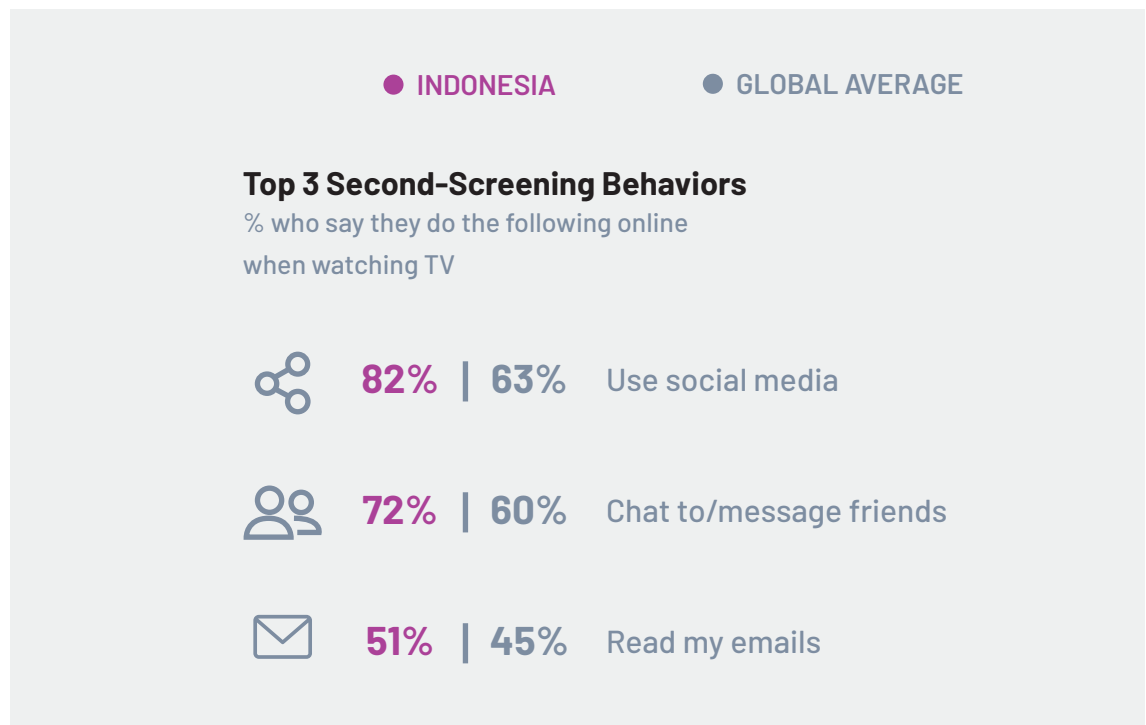 INDONESIA GLOBAL AVERAGE
Top 3 Second-Screening Behaviors
% who say they do the following online
when watching TV
82% | 63% Use social media
72% | 60% Chat to/message friends
51% | 45% Read my emails